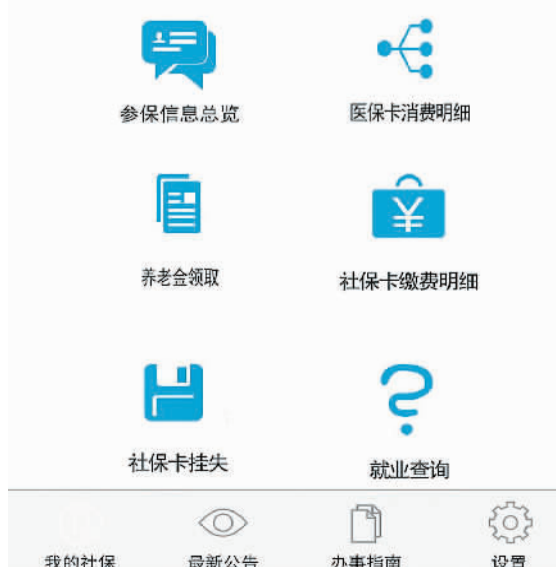 参保信息总览
医保卡消费明细
养老金领取
社保卡缴费明细
社保卡挂失
就业查询
我的社保
最新公告
办事指南
设置